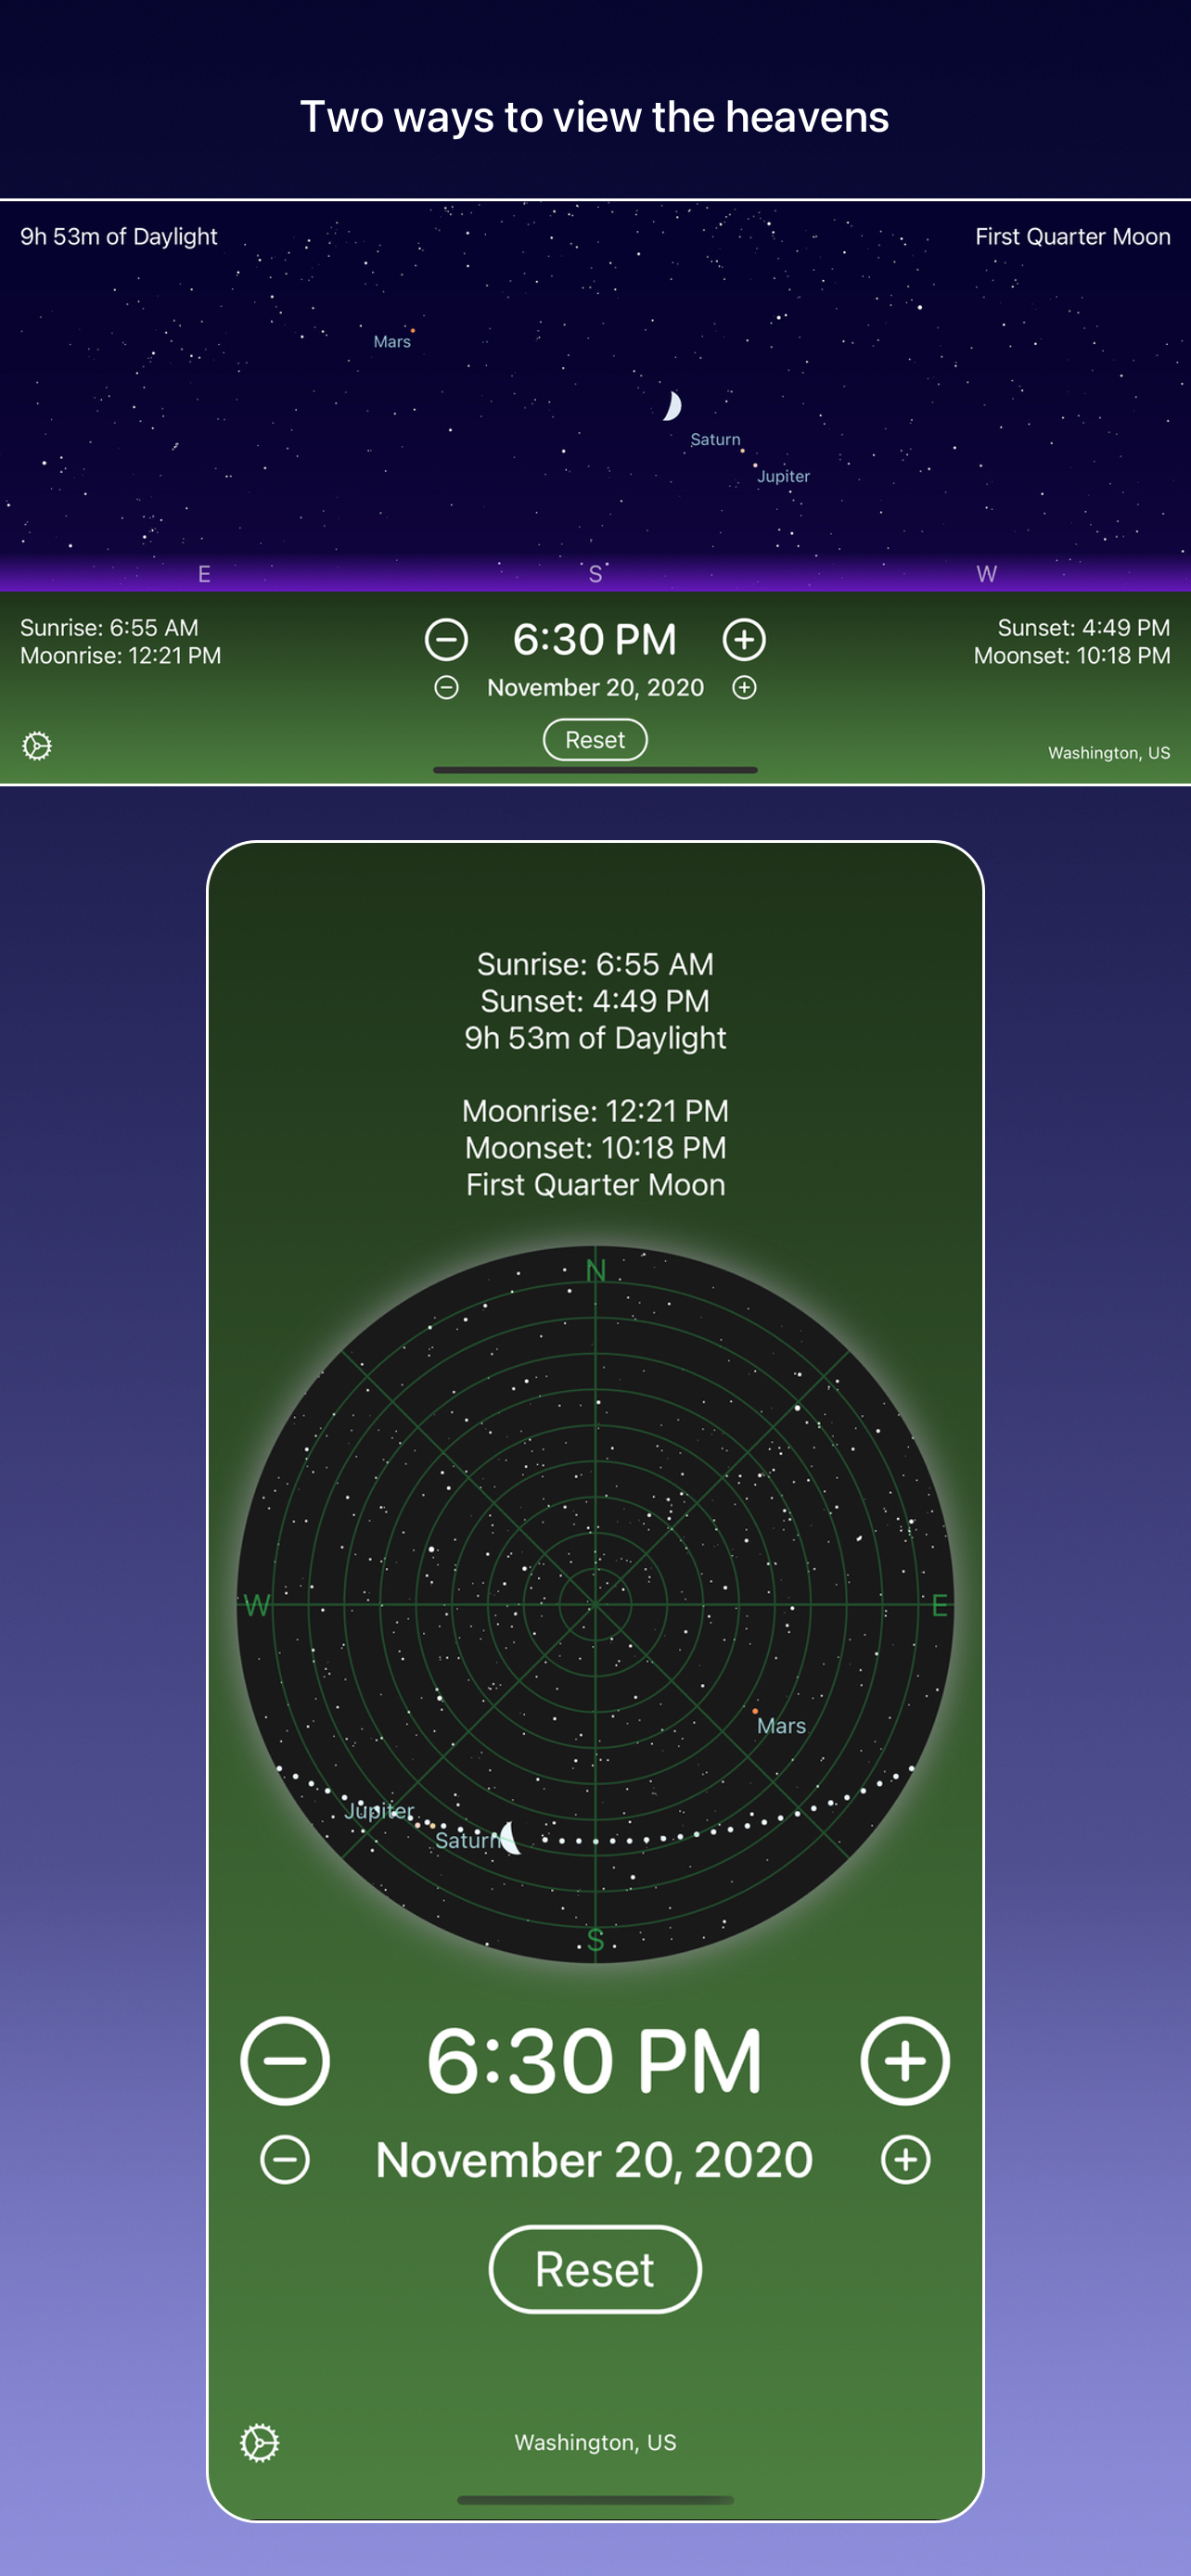 Two ways to view the heavens
9h 53m of Daylight
First Quarter Moon
Mars
Saturn
Jupiter
E
S
W
Sunrise: 6:55 AM
Moonrise: 12:21 PM
6:30 PM
November 20, 2020
Reset
Sunset: 4:49 PM
Moonset: 10:18 PM
Washington, US
Sunrise: 6:55 AM
Sunset: 4:49 PM
9h 53m of Daylight
Moonrise: 12:21 PM
Moonset: 10:18 PM
First Quarter Moon
N
W
E
Mars
Jupiter
Saturn
S
6:30 PM
November 20, 2020
Reset
Washington, US